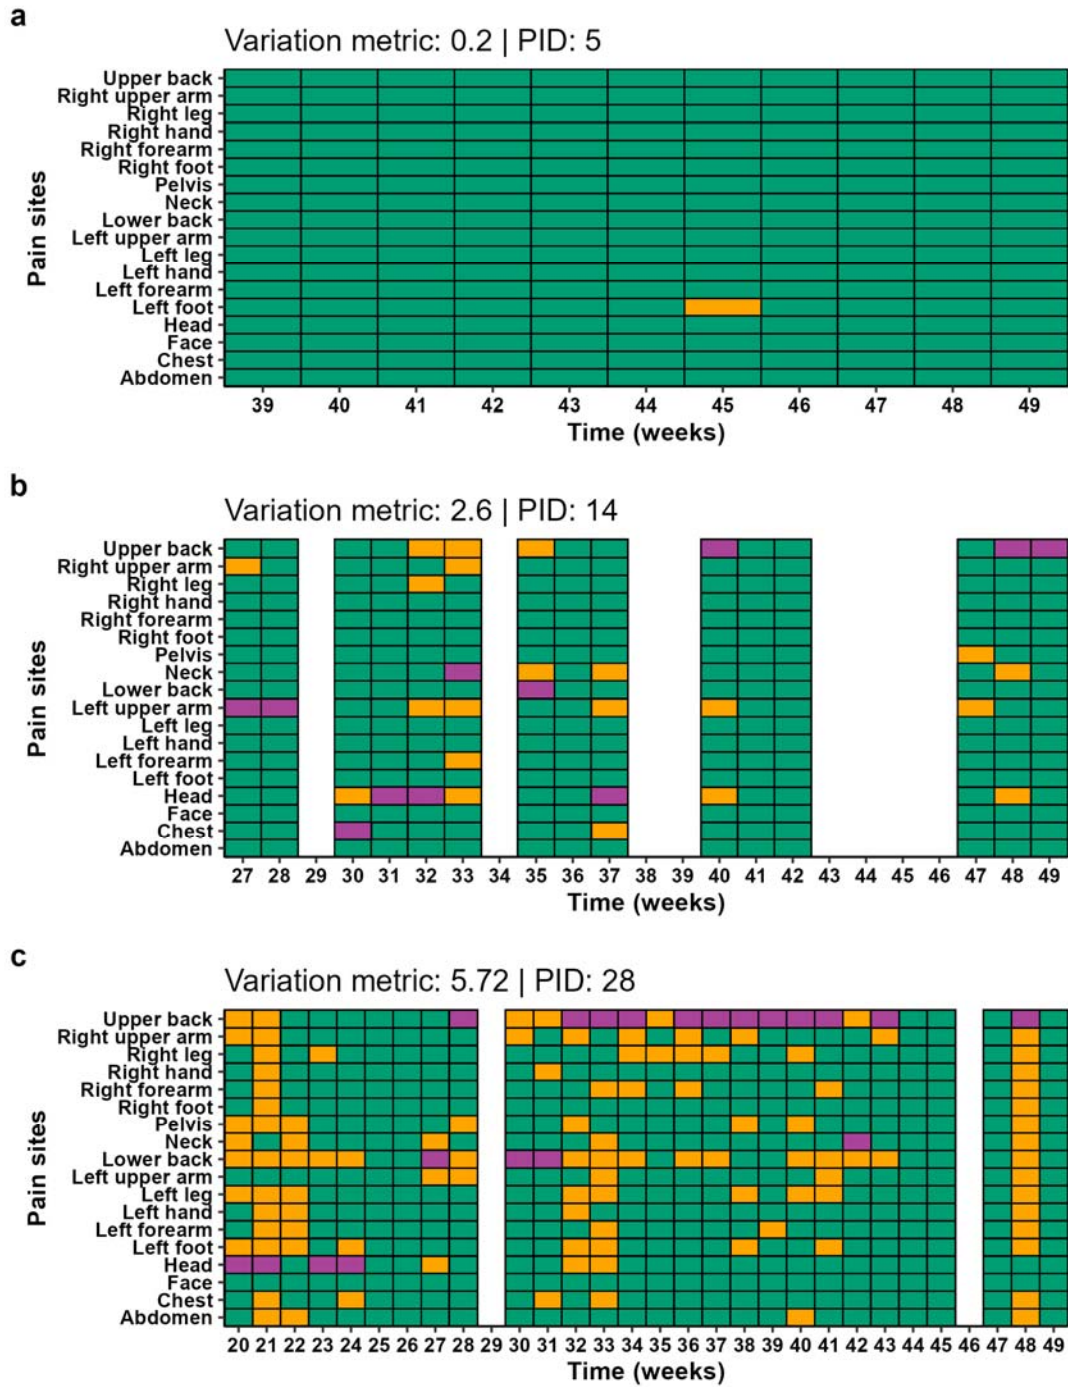 a
Variation metric: 0.2 | PID: 5
Pain sites
Upper back
Right upper arm
Right leg
Right hand
Right forearm
Right foot
Pelvis
Neck
Lower back
Left upper arm
Left leg
Left hand
Left forearm
Left foot
Head
Face
Chest
Abdomen
39 40 41 42 43 44 45 46 47 48 49
Time (weeks)
b
Variation metric: 2.6 | PID: 14
Pain sites
Upper back
Right upper arm
Right leg
Right hand
Right forearm
Right foot
Pelvis
Neck
Lower back
Left upper arm
Left leg
Left hand
Left forearm
Left foot
Head
Face
Chest
Abdomen
27 28 29 30 31 32 33 34 35 36 37 38 39 40 41 42 43 44 45 46 47 48 49
Time (weeks)
c
Variation metric: 5.72 | PID: 28
Pain sites
Upper back
Right upper arm
Right leg
Right hand
Right forearm
Right foot
Pelvis
Neck
Lower back
Left upper arm
Left leg
Left hand
Left forearm
Left foot
Head
Face
Chest
Abdomen
20 21 22 23 24 25 26 27 28 29 30 31 32 33 34 35 36 37 38 39 40 41 42 43 44 45 46 47 48 49
Time (weeks)